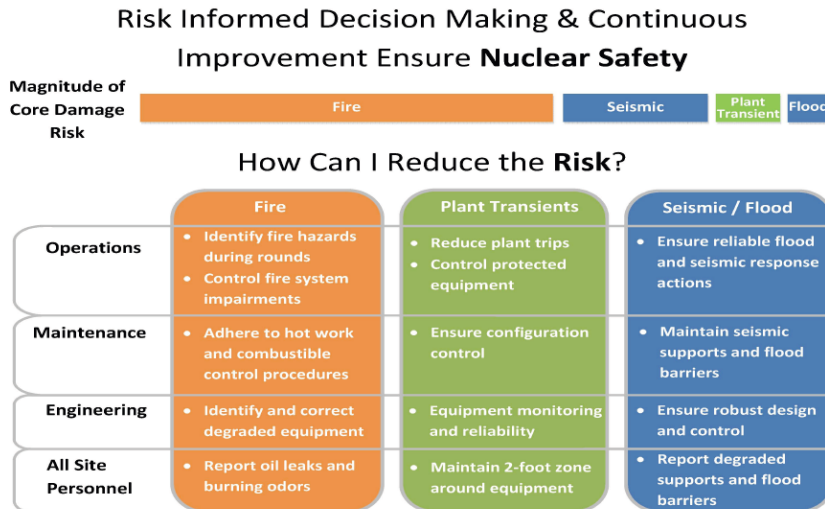 Risk Informed Decision Making & Continuous
Improvement Ensure Nuclear Safety
Magnitude of
Core Damage
Risk
Fire
Seismic
Plant
Transient
Flood
How Can I Reduce the Risk?
Fire
Plant Transients
Seismic / Flood
Operations
• Identify fire hazards
during rounds
• Control fire system
impairments
• Reduce plant trips
• Control protected
equipment
• Ensure reliable flood
and seismic response
actions
Maintenance
• Adhere to hot work
and combustible
control procedures
• Ensure configuration
control
• Maintain seismic
supports and flood
barriers
Engineering
• Identify and correct
degraded equipment
• Equipment monitoring
and reliability
• Ensure robust design
and control
All Site
Personnel
• Report oil leaks and
burning odors
• Maintain 2-foot zone
around equipment
• Report degraded
supports and flood
barriers